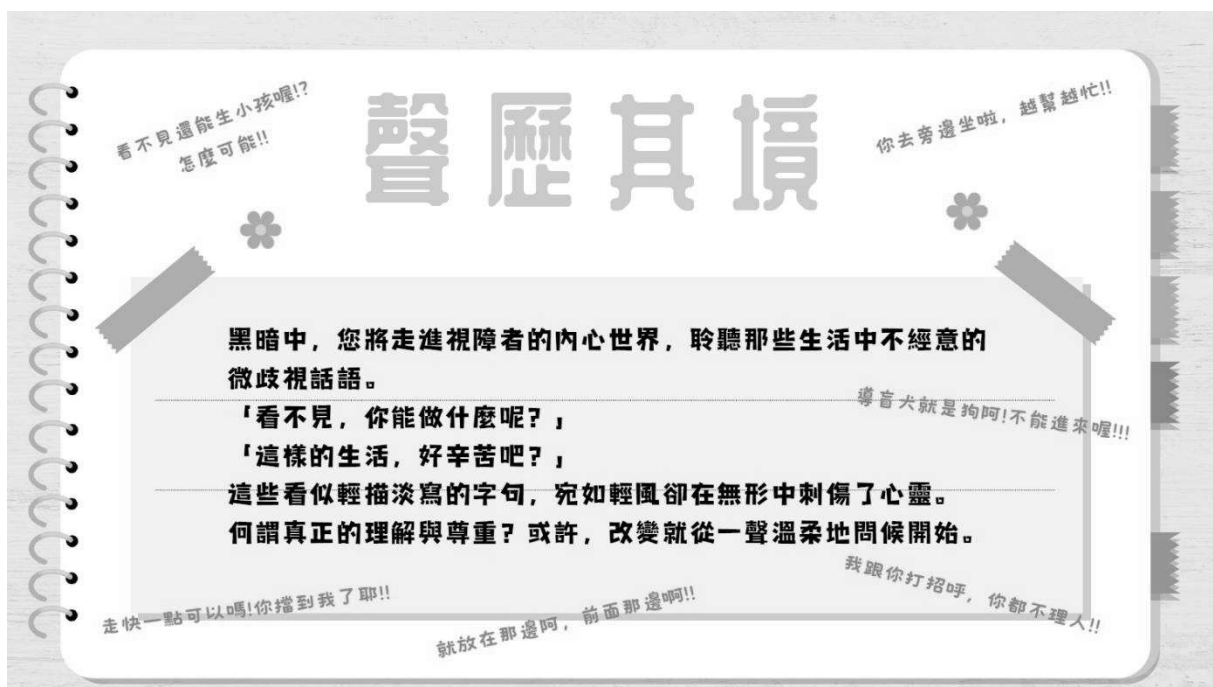 看不見還能生小孩喔!?
怎麼可能!!
聲歷其境
你去旁邊坐啦，越幫越忙!!
黑暗中，您將走進視障者的內心世界，聆聽那些生活中不經意的
微歧視話語。
「看不見，你能做什麼呢？」
導盲犬就是狗阿!不能進來喔!!!
「這樣的生活，好辛苦吧？」
這些看似輕描淡寫的字句，宛如輕風卻在無形中刺傷了心靈。
何謂真正的理解與尊重？或許，改變就從一聲溫柔地問候開始。
走快一點可以嗎!你擋到我了耶!!
就放在那邊阿，前面那邊啊!!
我跟你打招呼，你都不理人!!